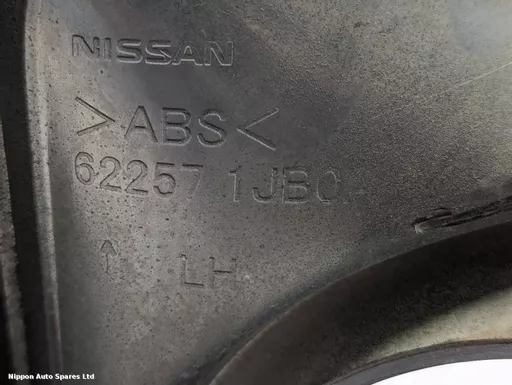 NISSAN
>ABS<
62257 1JB0
↑ LH
Nippon Auto Spares Ltd